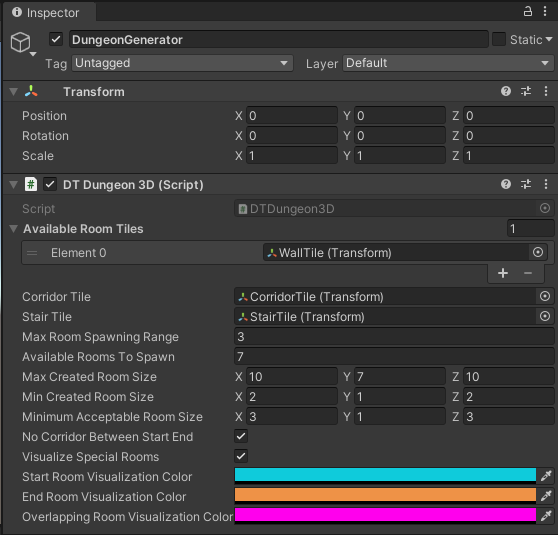 Inspector
DungeonGenerator Static
Tag Untagged Layer Default
Transform
Position X 0 Y 0 Z 0
Rotation X 0 Y 0 Z 0
Scale X 1 Y 1 Z 1
# DT Dungeon 3D (Script)
Script # DTDungeon3D
Available Room Tiles 1
Element 0 WallTile (Transform)
+ −
Corridor Tile CorridorTile (Transform)
Stair Tile StairTile (Transform)
Max Room Spawning Range 3
Available Rooms To Spawn 7
Max Created Room Size X 10 Y 7 Z 10
Min Created Room Size X 2 Y 1 Z 2
Minimum Acceptable Room Size X 3 Y 1 Z 3
No Corridor Between Start End
Visualize Special Rooms
Start Room Visualization Color
End Room Visualization Color
Overlapping Room Visualization Color